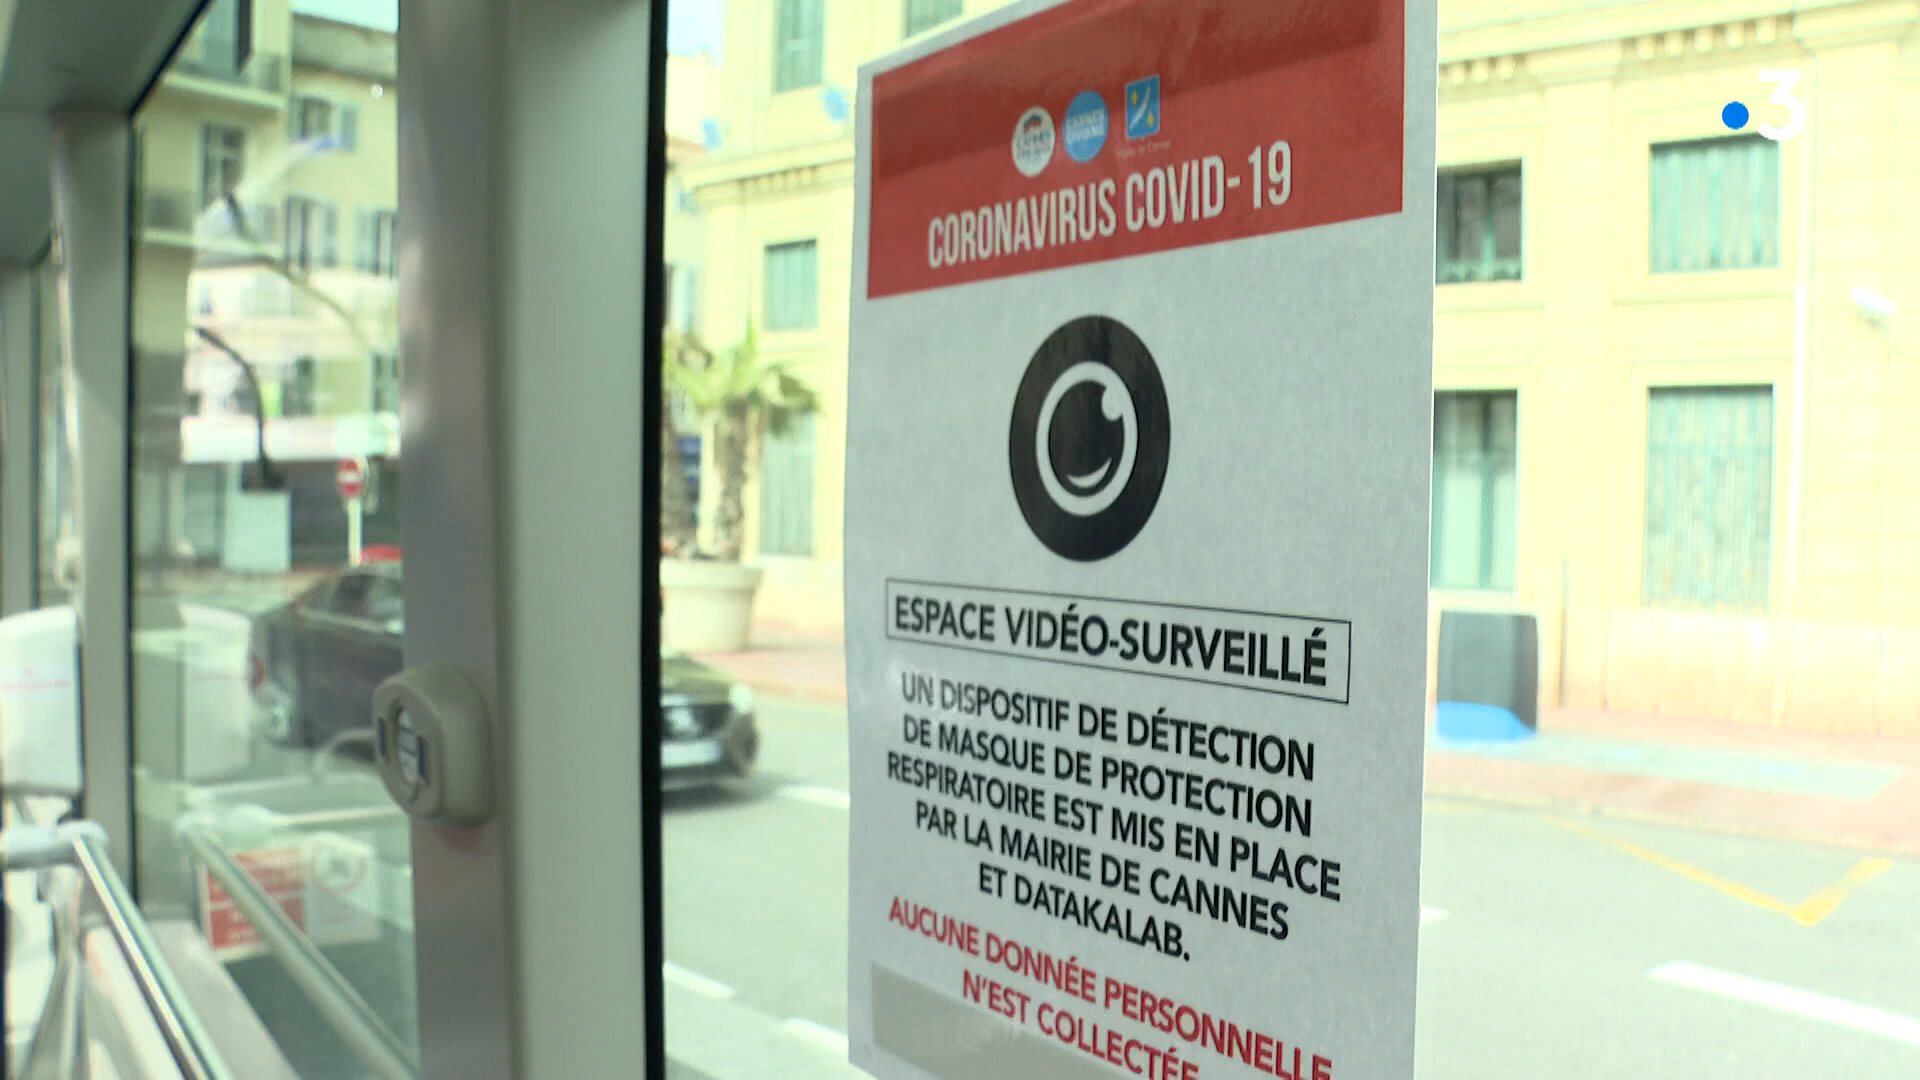 3
CANNES
CORONAVIRUS COVID-19
ESPACE VIDÉO-SURVEILLÉ
UN DISPOSITIF DE DÉTECTION
DE MASQUE DE PROTECTION
RESPIRATOIRE EST MIS EN PLACE
PAR LA MAIRIE DE CANNES
ET DATAKALAB.
AUCUNE DONNÉE PERSONNELLE
N'EST COLLECTÉE